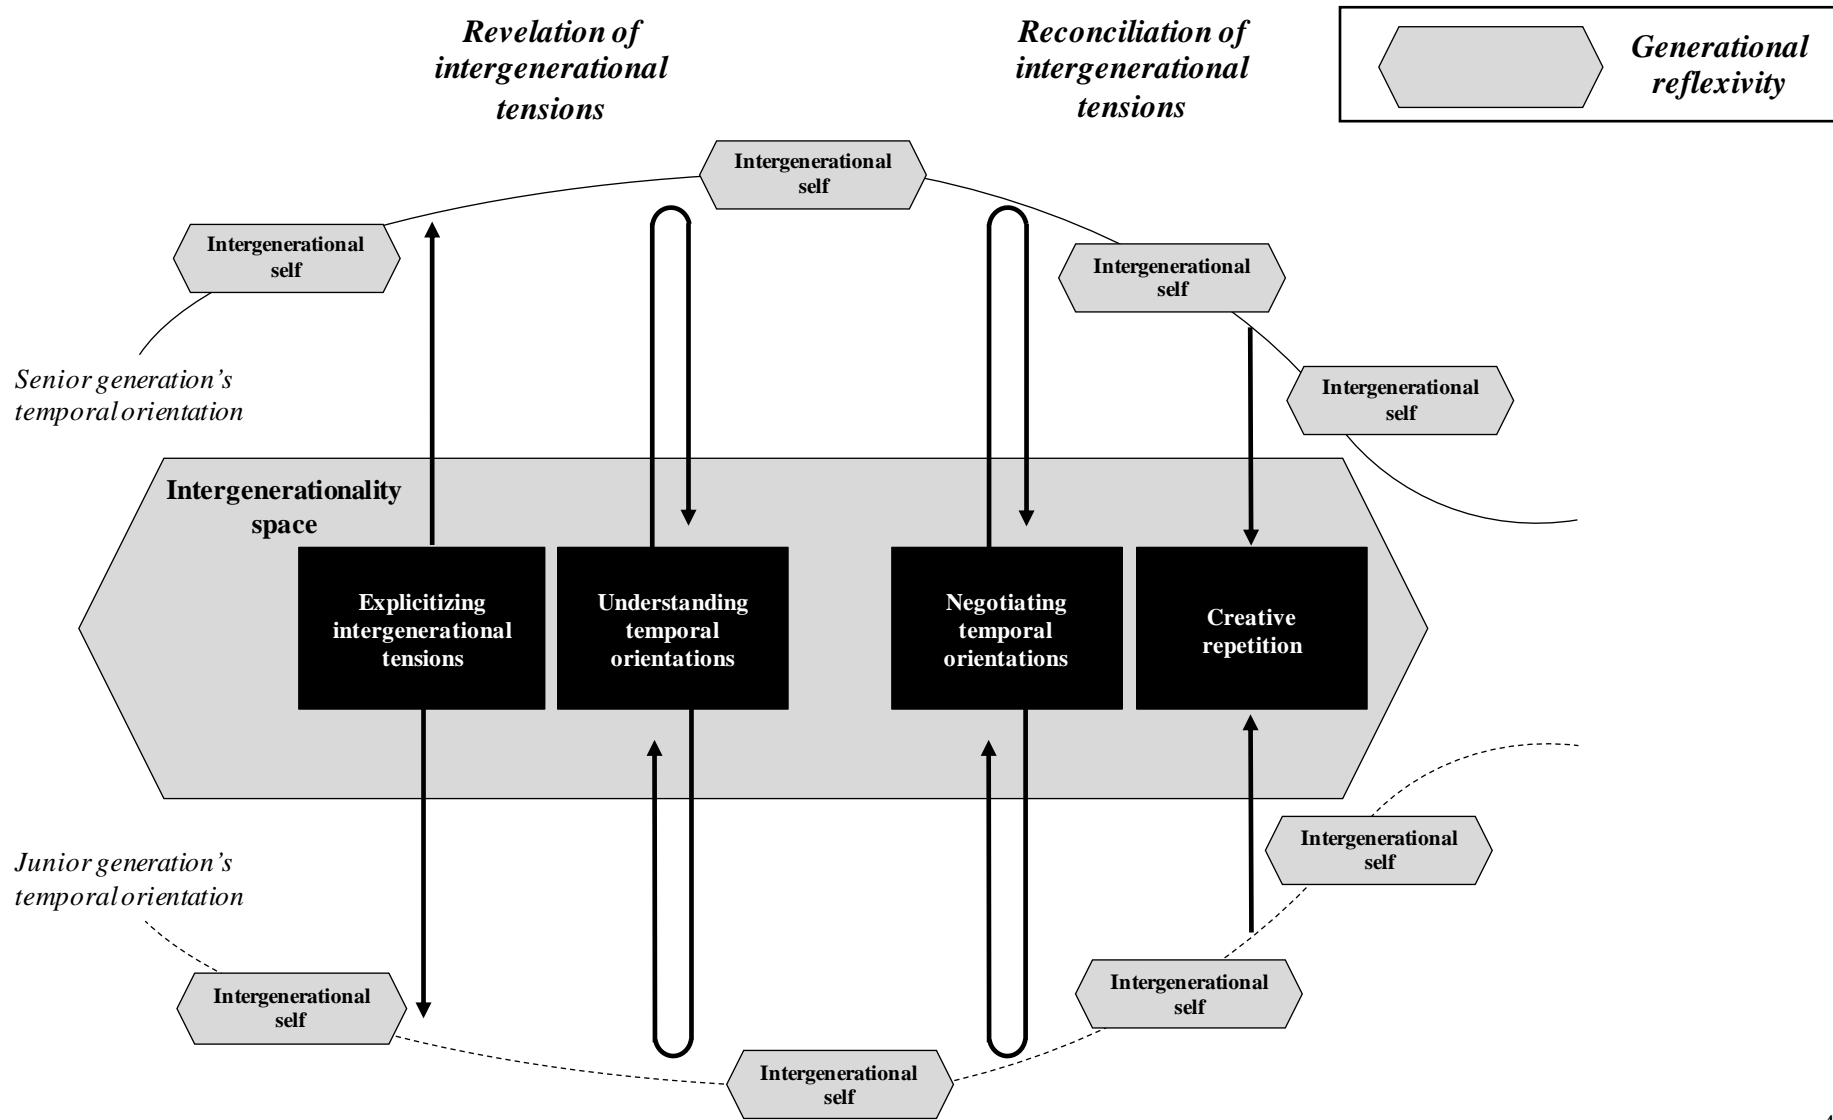 Revelation of
intergenerational
tensions
Reconciliation of
intergenerational
tensions
Generational
reflexivity
Intergenerational
self
Intergenerational
self
Intergenerational
self
Intergenerational
self
Senior generation's
temporal orientation
Intergenerationality
space
Explicitizing
intergenerational
tensions
Understanding
temporal
orientations
Negotiating
temporal
orientations
Creative
repetition
Junior generation's
temporal orientation
Intergenerational
self
Intergenerational
self
Intergenerational
self
Intergenerational
self